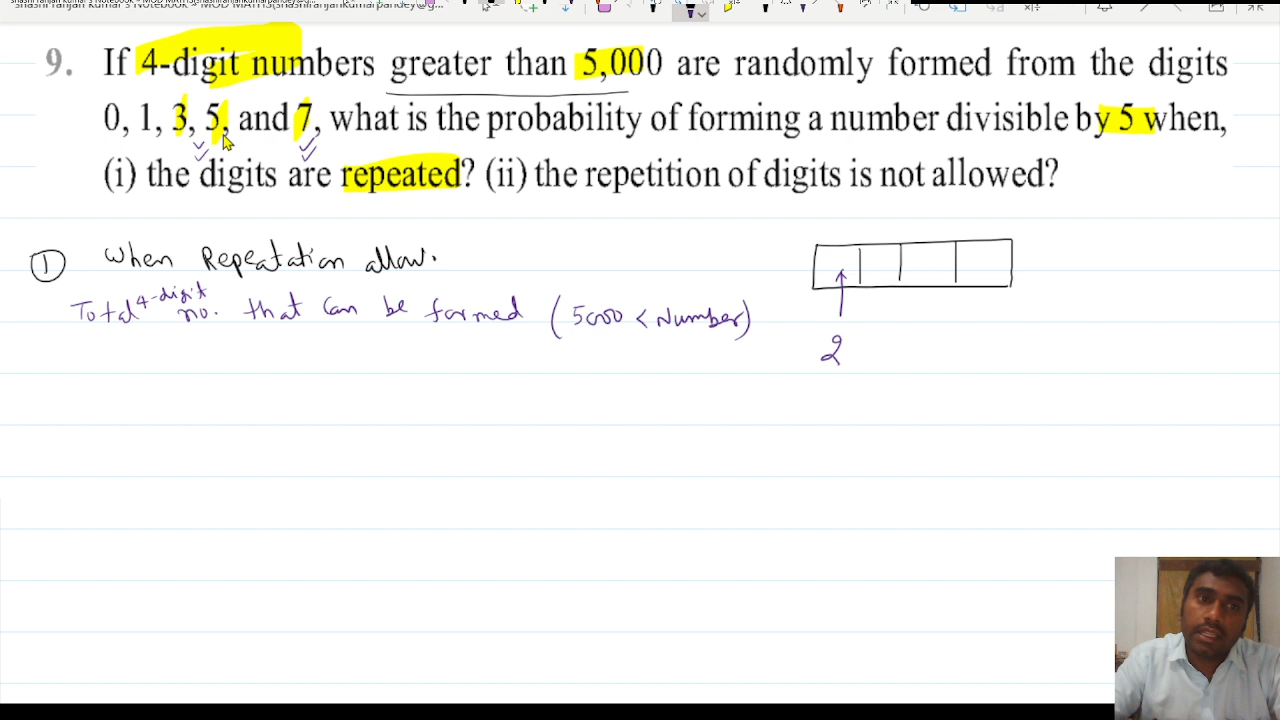 9. If 4-digit numbers greater than 5,000 are randomly formed from the digits
0, 1, 3, 5, and 7, what is the probability of forming a number divisible by 5 when,
(i) the digits are repeated? (ii) the repetition of digits is not allowed?
① When Repeatation allow.
Total 4-digit no. that can be formed (5000 < Number)
2